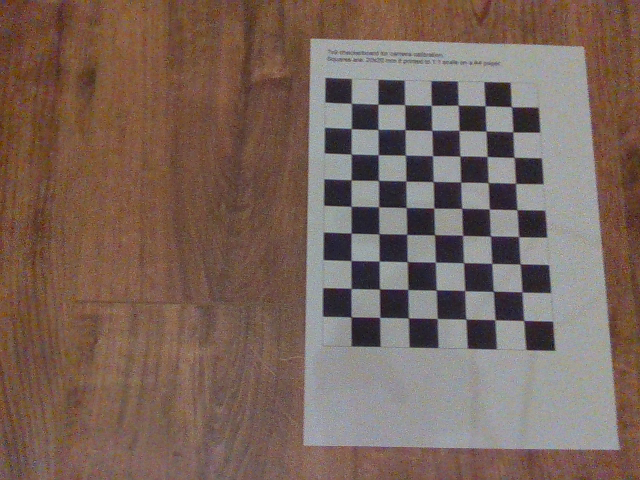 7x9 checkerboard for camera calibration.
Squares are 20x20 mm if printed to 1:1 scale on a A4 paper.